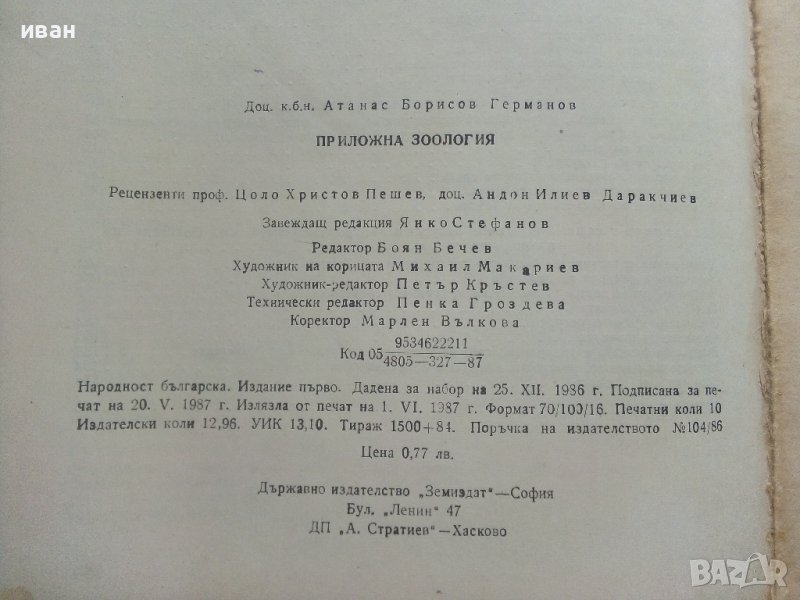 иван
Доц. к.б.н. Атанас Борисов Германов
ПРИЛОЖНА ЗООЛОГИЯ
Рецензенти проф. Цоло Христов Пешев, доц. Андон Илиев Даракчиев
Завеждащ редакция Янко Стефанов
Редактор Боян Бечев
Художник на корицата Михаил Макариев
Художник-редактор Петър Кръстев
Технически редактор Пенка Гроздева
Коректор Марлен Вълкова
9534622211
Код 05
4805—327—87
Народност българска. Издание първо. Дадена за набор на 25. XII. 1986 г. Подписана за пе-
чат на 20. V. 1987 г. Излязла от печат на 1. VI. 1987 г. Формат 70/100/16. Печатни коли 10
Издателски коли 12,96. УИК 13,10. Тираж 1500+84. Поръчка на издателството №104/86
Цена 0,77 лв.
Държавно издателство „Земиздат"—София
Бул. „Ленин" 47
ДП „А. Стратиев"—Хасково
BAZAR
bazar.bg